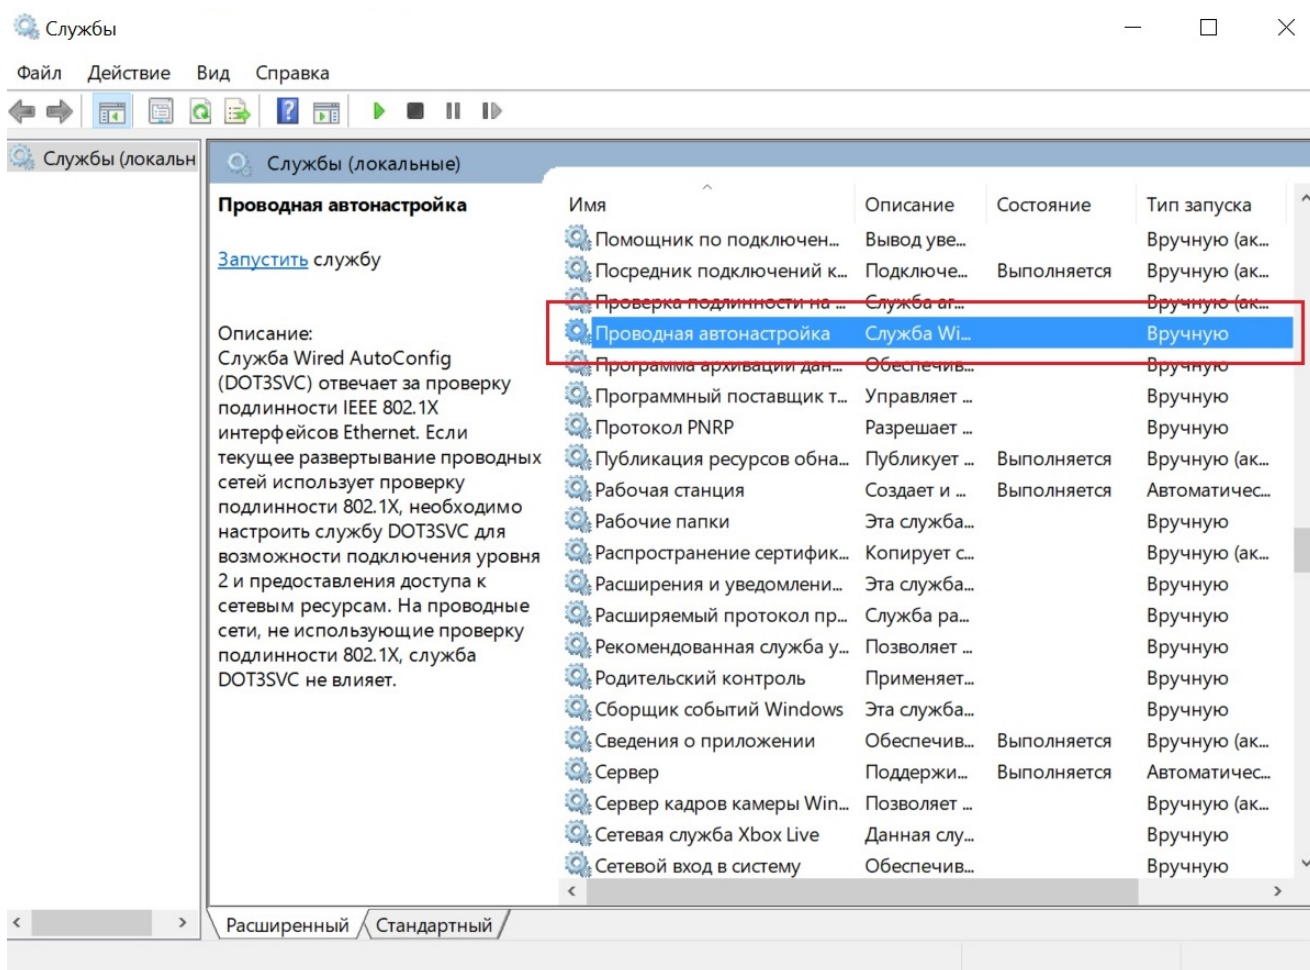 Службы
Файл Действие Вид Справка
Службы (локальн
Службы (локальные)
Проводная автонастройка
Запустить службу
Описание:
Служба Wired AutoConfig
(DOT3SVC) отвечает за проверку
подлинности IEEE 802.1X
интерфейсов Ethernet. Если
текущее развертывание проводных
сетей использует проверку
подлинности 802.1X, необходимо
настроить службу DOT3SVC для
возможности подключения уровня
2 и предоставления доступа к
сетевым ресурсам. На проводные
сети, не использующие проверку
подлинности 802.1X, служба
DOT3SVC не влияет.
Имя Описание Состояние Тип запуска
Помощник по подключен... Вывод уве... Вручную (ак...
Посредник подключений к... Подключе... Выполняется Вручную (ак...
Проверка подлинности на ... Служба аг... Вручную (ак...
Проводная автонастройка Служба Wi... Вручную
Программа архивации дан... Обеспечив... Вручную
Программный поставщик т... Управляет ... Вручную
Протокол PNRP Разрешает ... Вручную
Публикация ресурсов обна... Публикует ... Выполняется Вручную (ак...
Рабочая станция Создает и ... Выполняется Автоматичес...
Рабочие папки Эта служба... Вручную
Распространение сертифик... Копирует с... Вручную (ак...
Расширения и уведомлени... Эта служба... Вручную
Расширяемый протокол пр... Служба ра... Вручную
Рекомендованная служба у... Позволяет ... Вручную
Родительский контроль Применяет... Вручную
Сборщик событий Windows Эта служба... Вручную
Сведения о приложении Обеспечив... Выполняется Вручную (ак...
Сервер Поддержи... Выполняется Автоматичес...
Сервер кадров камеры Win... Позволяет ... Вручную (ак...
Сетевая служба Xbox Live Данная слу... Вручную
Сетевой вход в систему Обеспечив... Вручную
Расширенный Стандартный